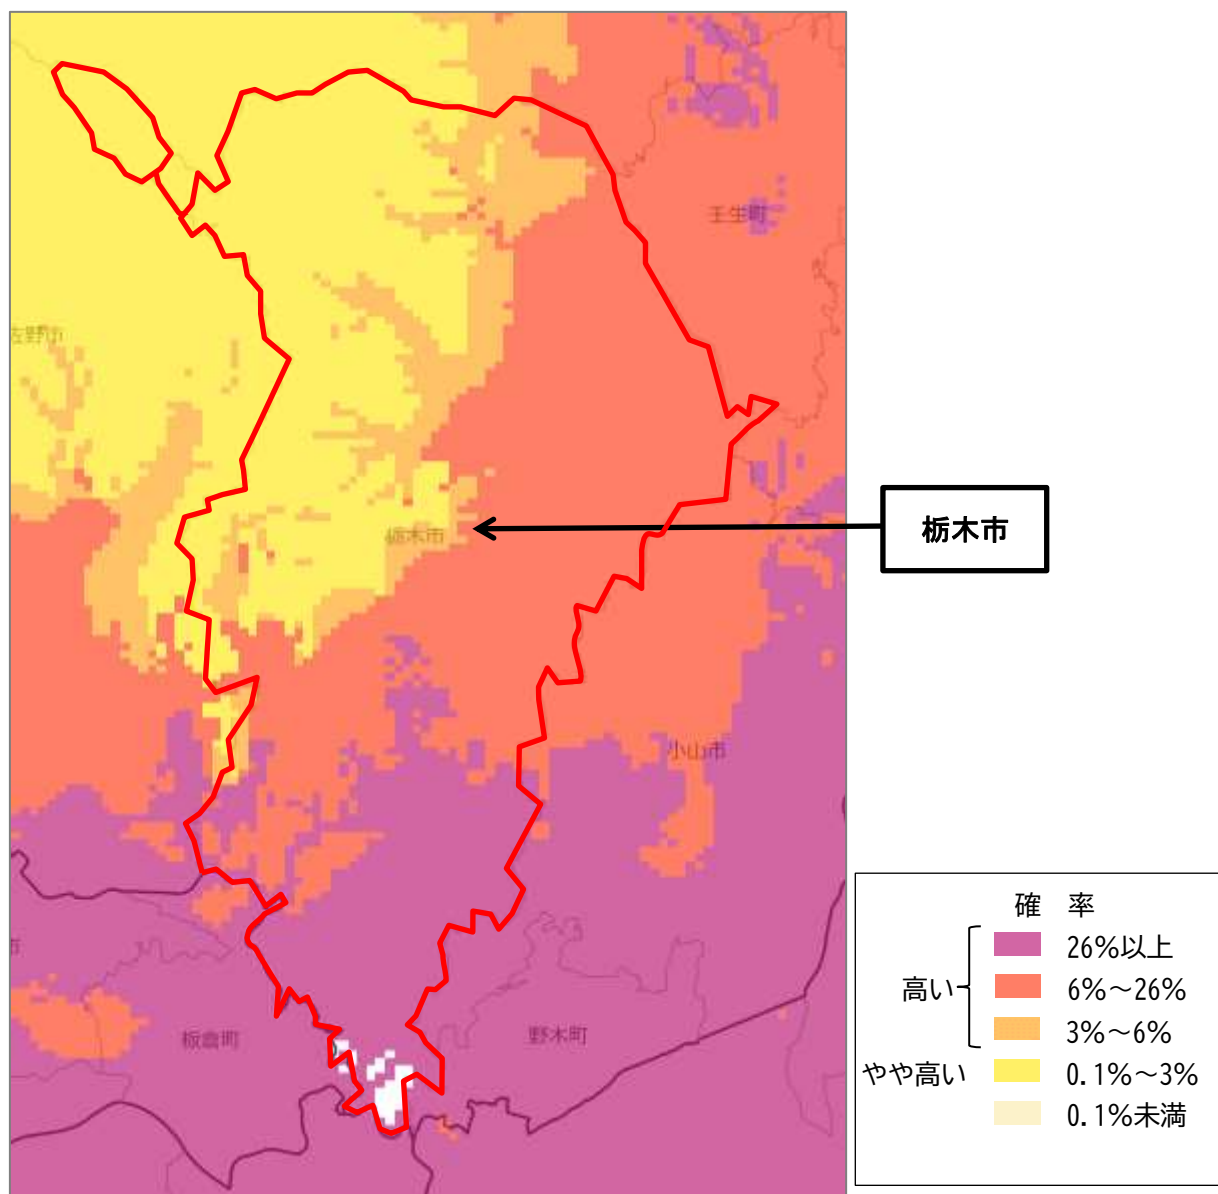 壬生町
佐野市
栃木市
栃木市
小山市
市
板倉町
野木町
確 率
26%以上
高い
6%~26%
3%~6%
やや高い
0.1%~3%
0.1%未満